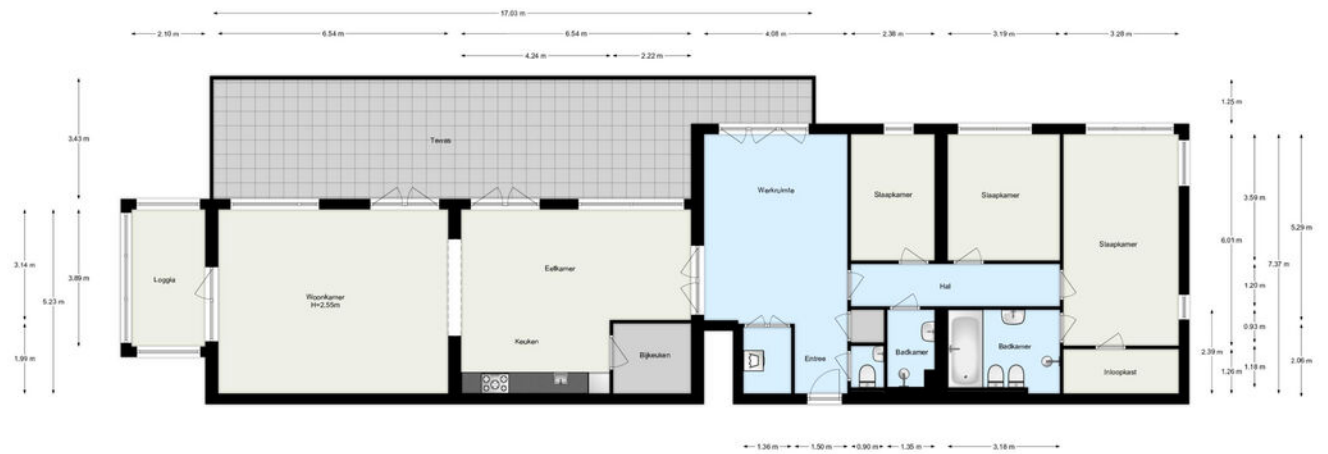 17.03 m
2.10 m
6.54 m
6.54 m
4.08 m
2.38 m
3.19 m
3.28 m
4.24 m
2.22 m
3.43 m
1.25 m
Terras
Werkruimte
Slaapkamer
Slaapkamer
Slaapkamer
3.59 m
5.29 m
6.01 m
7.37 m
3.14 m
3.89 m
5.23 m
Loggia
Woonkamer
H=2.55m
Eetkamer
Hal
1.20 m
1.99 m
Keuken
Bijkeuken
Entree
Badkamer
Badkamer
Inloopkast
0.93 m
2.39 m
2.06 m
1.26 m
1.18 m
1.36 m
1.50 m
0.90 m
1.35 m
3.18 m